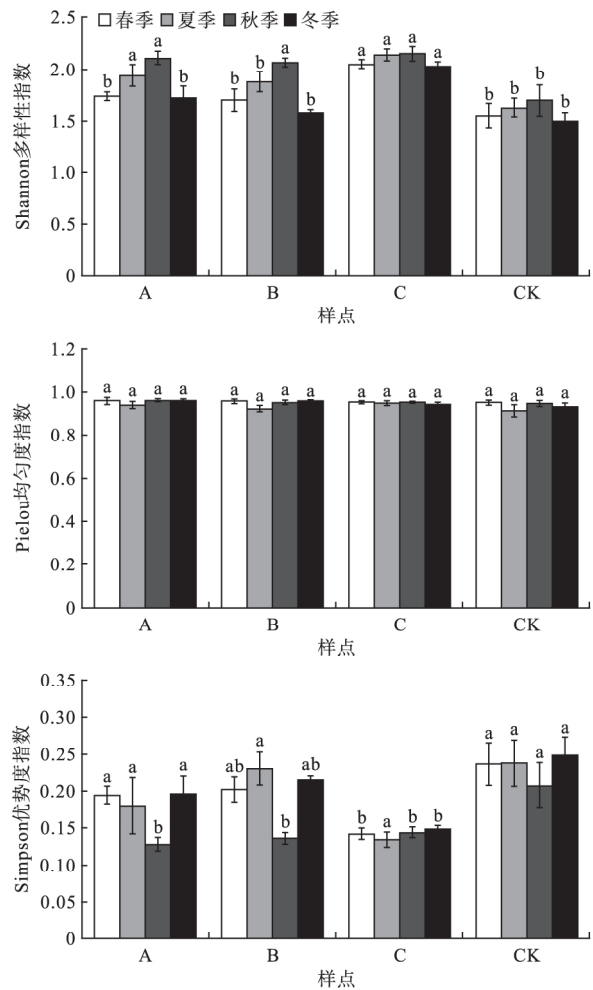 春季 夏季 秋季 冬季
Shannon多样性指数
2.5
2.0
1.5
1.0
0.5
0
b a a b
b b a b
a a a a
b b b b
A B C CK
样点
Pielou均匀度指数
1.2
1.0
0.8
0.6
0.4
0.2
0
a a a a
a a a a
a a a a
a a a a
A B C CK
样点
Simpson优势度指数
0.35
0.30
0.25
0.20
0.15
0.10
0.05
0
a a b a
ab a b ab
b a b b
a a a a
A B C CK
样点